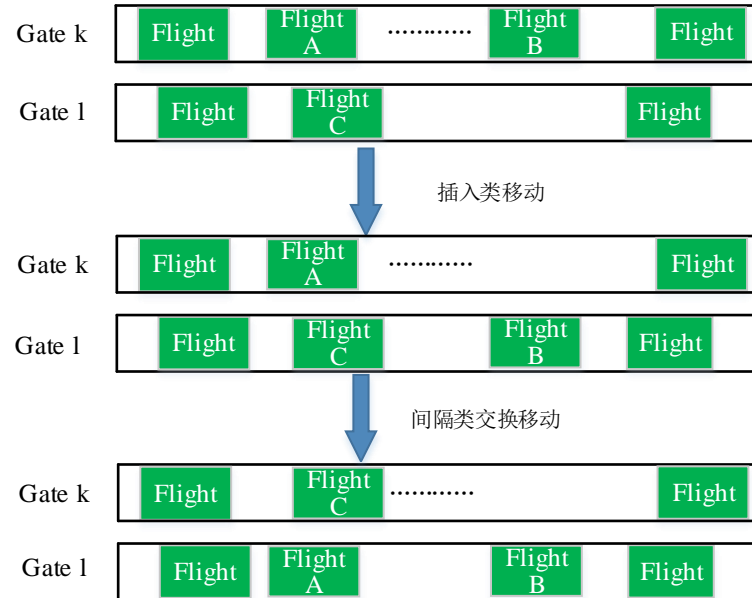 Gate k Flight Flight A ............ Flight B Flight
Gate l Flight Flight C Flight
插入类移动
Gate k Flight Flight A ............ Flight
Gate l Flight Flight C Flight B Flight
间隔类交换移动
Gate k Flight Flight C ............ Flight
Gate l Flight Flight A Flight B Flight